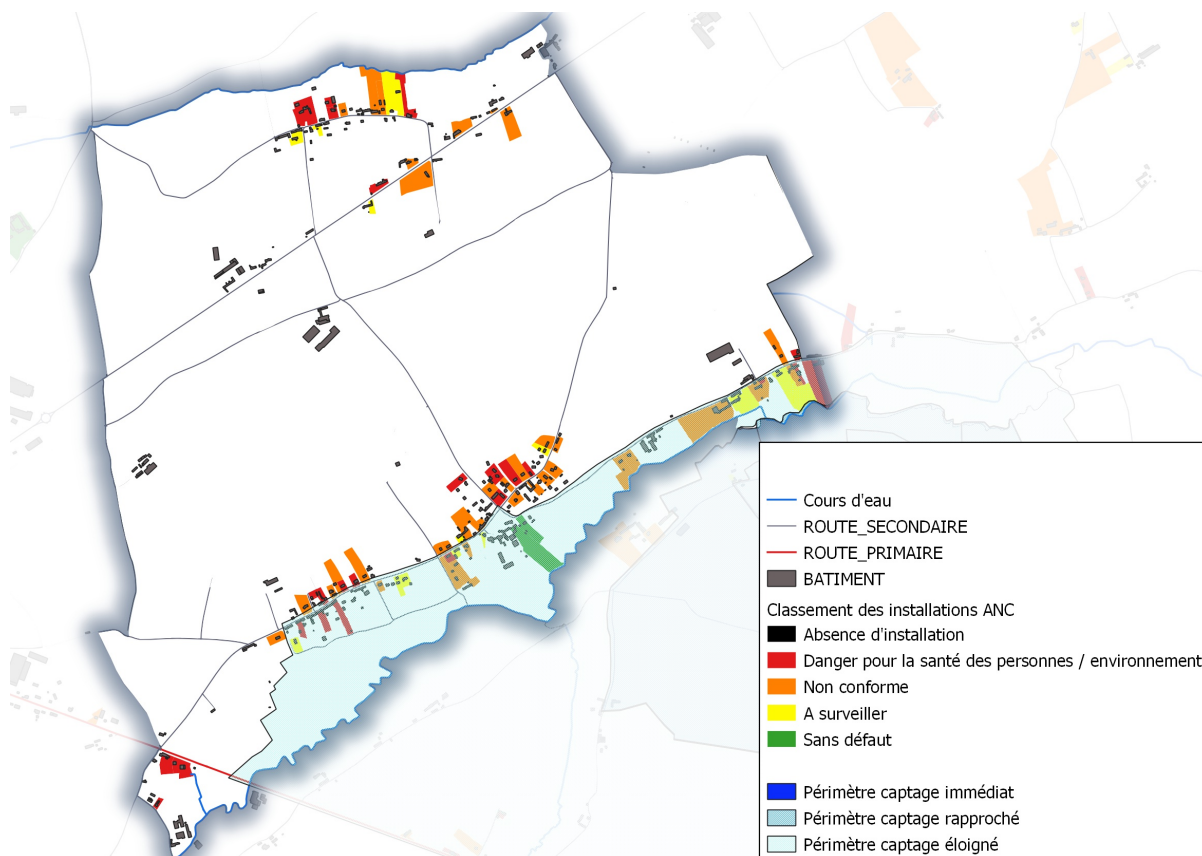 Cours d'eau
ROUTE_SECONDAIRE
ROUTE_PRIMAIRE
BATIMENT
Classement des installations ANC
Absence d'installation
Danger pour la santé des personnes / environnement
Non conforme
A surveiller
Sans défaut
Périmètre captage immédiat
Périmètre captage rapproché
Périmètre captage éloigné